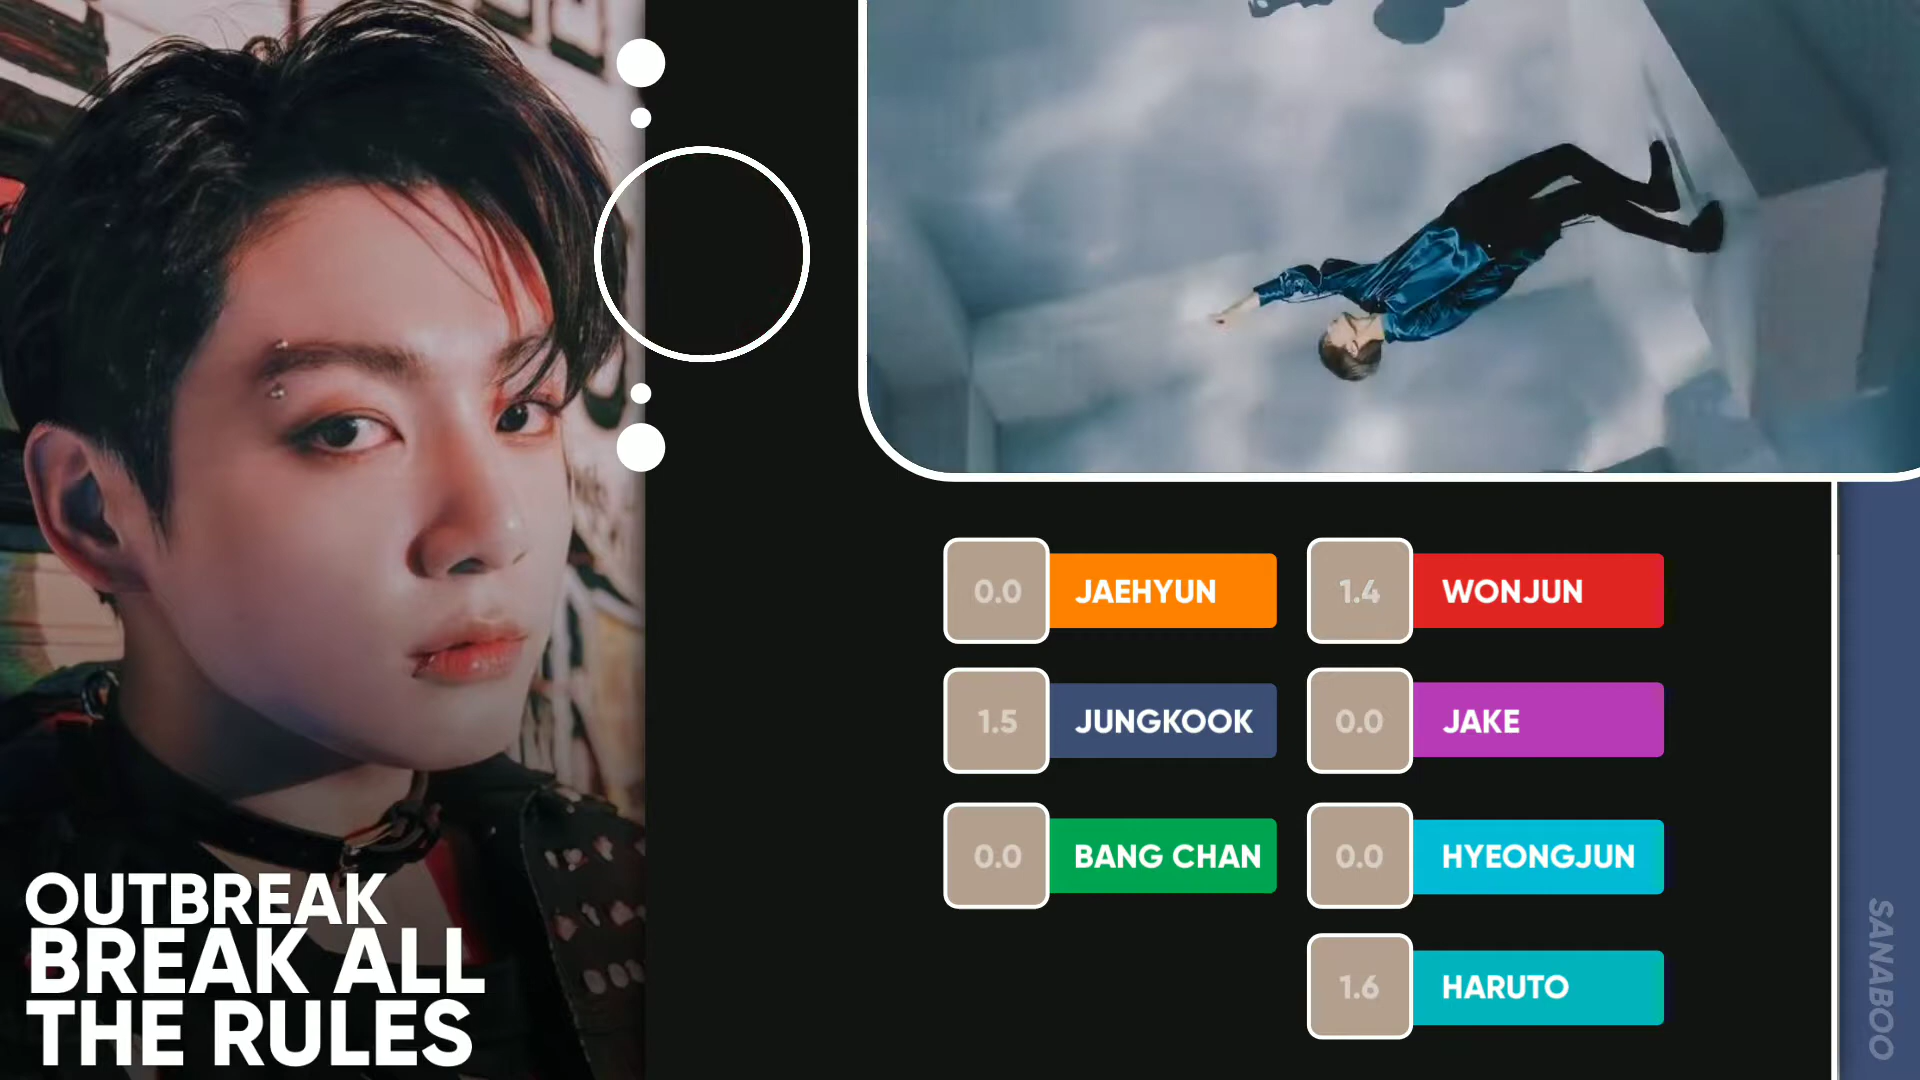 OUTBREAK
BREAK ALL
THE RULES
0.0 JAEHYUN
1.5 JUNGKOOK
0.0 BANG CHAN
1.4 WONJUN
0.0 JAKE
0.0 HYEONGJUN
1.6 HARUTO
SANABOO